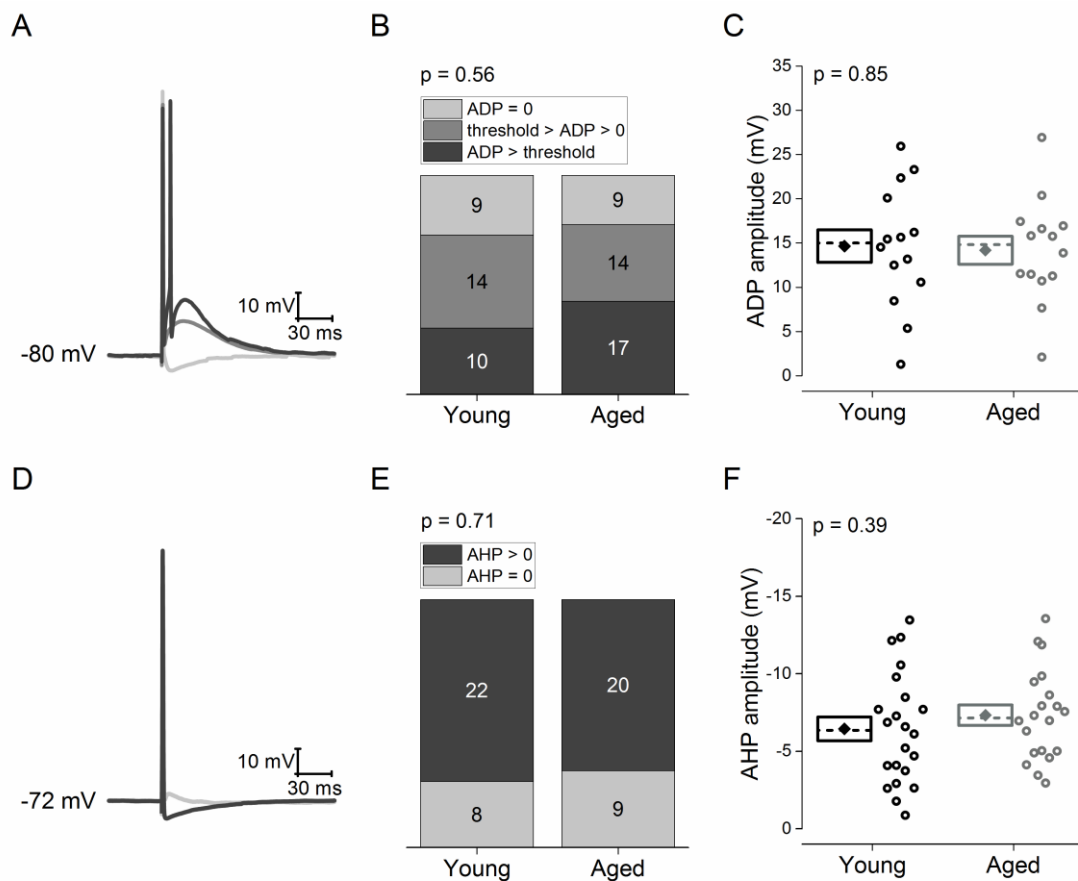 A
10 mV
30 ms
-80 mV
B
p = 0.56
ADP = 0
threshold > ADP > 0
ADP > threshold
9
9
14
14
10
17
Young
Aged
C
p = 0.85
ADP amplitude (mV)
35
30
25
20
15
10
5
0
Young
Aged
D
10 mV
30 ms
-72 mV
E
p = 0.71
AHP > 0
AHP = 0
22
20
8
9
Young
Aged
F
p = 0.39
AHP amplitude (mV)
-20
-15
-10
-5
0
Young
Aged